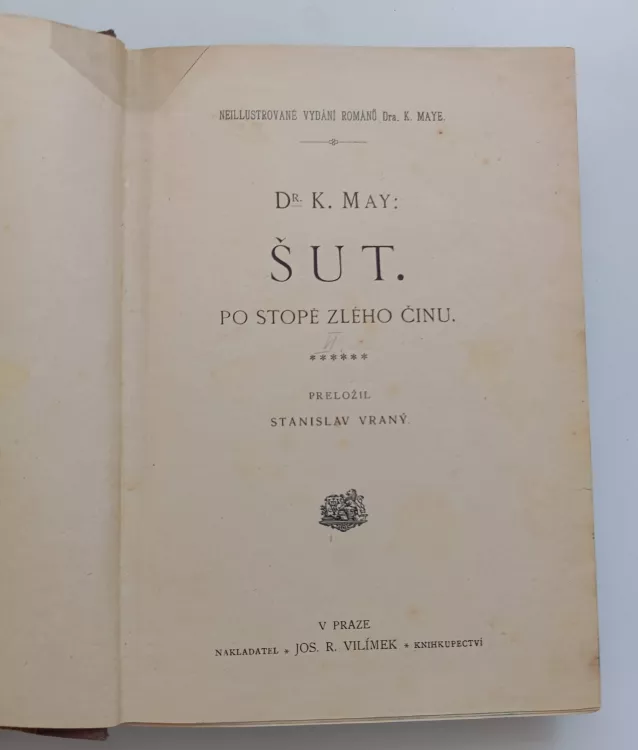 NEILLUSTROVANÉ VYDÁNÍ ROMÁNŮ Dra. K. MAYE.
DR. K. MAY:
ŠUT.
PO STOPĚ ZLÉHO ČINU.
VI.
******
PŘELOŽIL
STANISLAV VRANÝ.
V PRAZE
NAKLADATEL * JOS. R. VILÍMEK * KNIHKUPECTVÍ